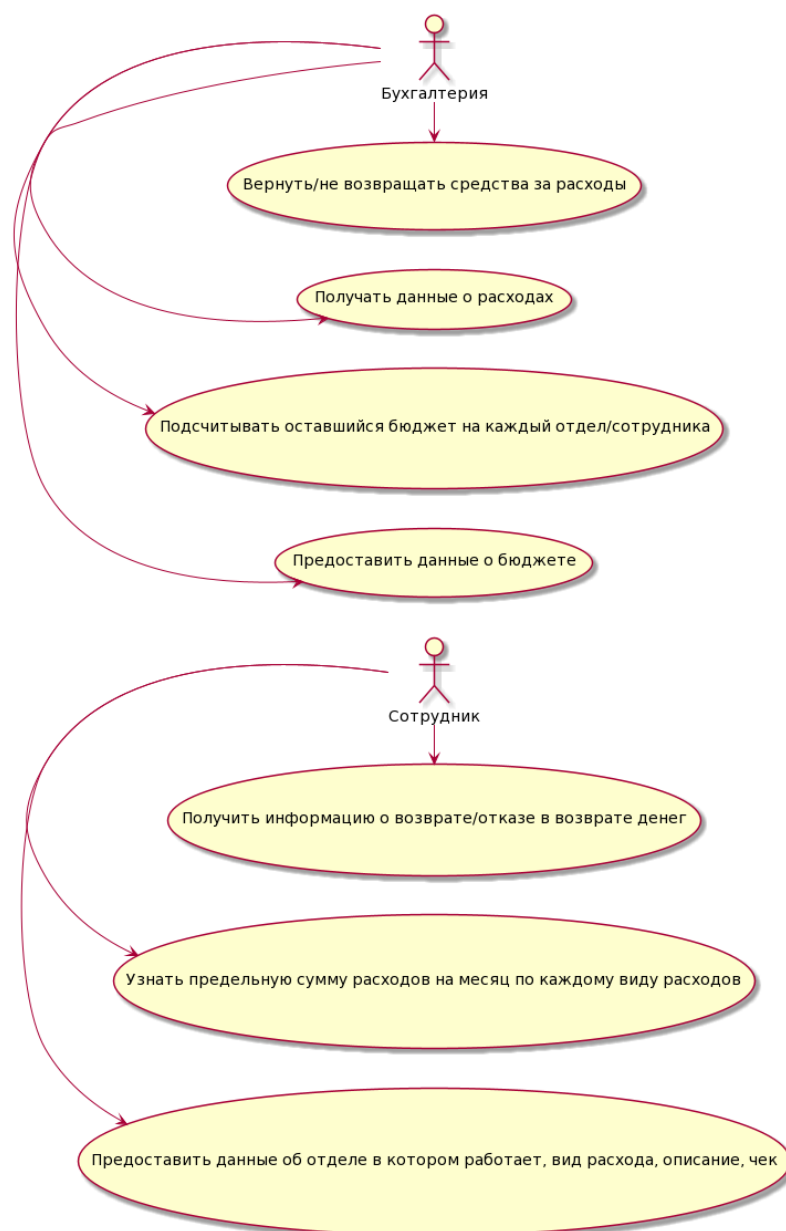 Бухгалтерия
Вернуть/не возвращать средства за расходы
Получать данные о расходах
Подсчитывать оставшийся бюджет на каждый отдел/сотрудника
Предоставить данные о бюджете
Сотрудник
Получить информацию о возврате/отказе в возврате денег
Узнать предельную сумму расходов на месяц по каждому виду расходов
Предоставить данные об отделе в котором работает, вид расхода, описание, чек